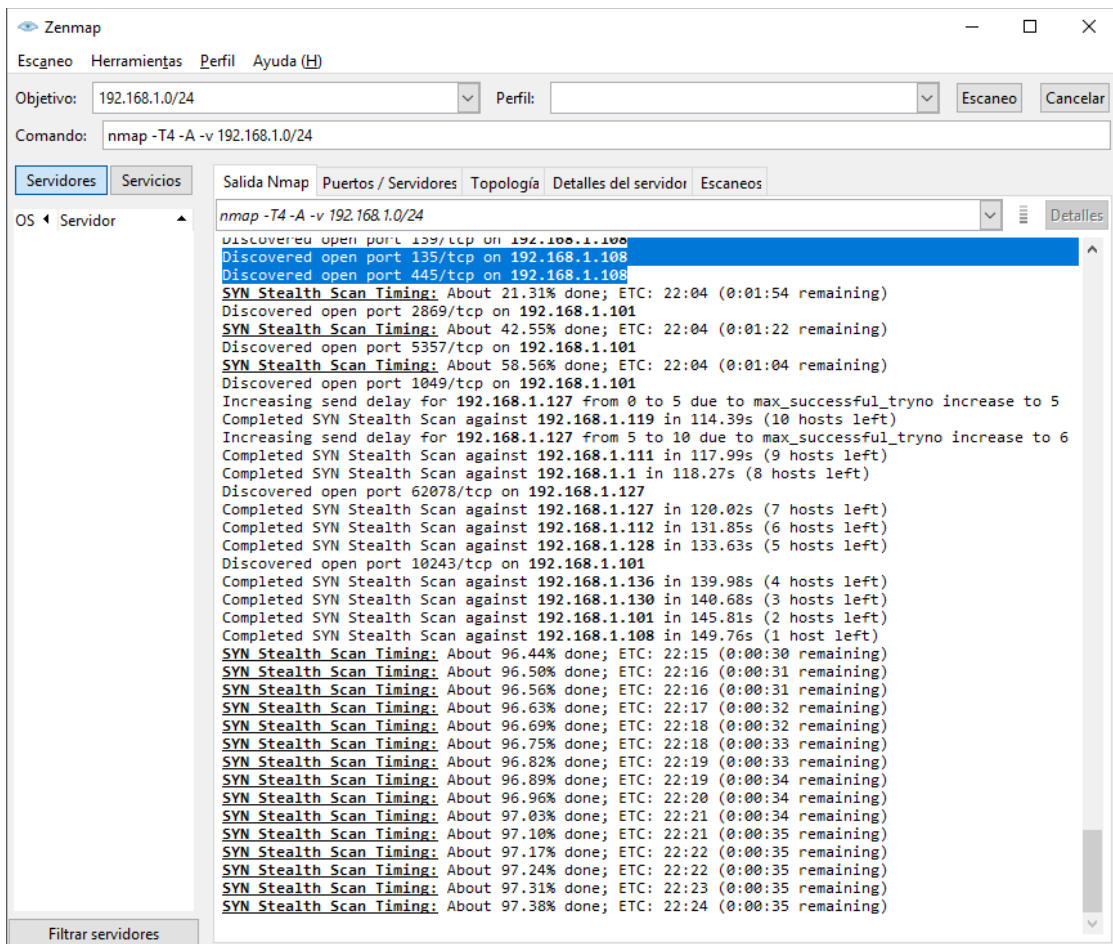 Zenmap
Escaneo Herramientas Perfil Ayuda (H)
Objetivo: 192.168.1.0/24 Perfil: Escaneo Cancelar
Comando: nmap -T4 -A -v 192.168.1.0/24
Servidores Servicios Salida Nmap Puertos / Servidores Topología Detalles del servidor Escaneos
OS Servidor nmap -T4 -A -v 192.168.1.0/24 Detalles
Discovered open port 139/tcp on 192.168.1.108
Discovered open port 135/tcp on 192.168.1.108
Discovered open port 445/tcp on 192.168.1.108
SYN Stealth Scan Timing: About 21.31% done; ETC: 22:04 (0:01:54 remaining)
Discovered open port 2869/tcp on 192.168.1.101
SYN Stealth Scan Timing: About 42.55% done; ETC: 22:04 (0:01:22 remaining)
Discovered open port 5357/tcp on 192.168.1.101
SYN Stealth Scan Timing: About 58.56% done; ETC: 22:04 (0:01:04 remaining)
Discovered open port 1049/tcp on 192.168.1.101
Increasing send delay for 192.168.1.127 from 0 to 5 due to max_successful_tryno increase to 5
Completed SYN Stealth Scan against 192.168.1.119 in 114.39s (10 hosts left)
Increasing send delay for 192.168.1.127 from 5 to 10 due to max_successful_tryno increase to 6
Completed SYN Stealth Scan against 192.168.1.111 in 117.99s (9 hosts left)
Completed SYN Stealth Scan against 192.168.1.1 in 118.27s (8 hosts left)
Discovered open port 62078/tcp on 192.168.1.127
Completed SYN Stealth Scan against 192.168.1.127 in 120.02s (7 hosts left)
Completed SYN Stealth Scan against 192.168.1.112 in 131.85s (6 hosts left)
Completed SYN Stealth Scan against 192.168.1.128 in 133.63s (5 hosts left)
Discovered open port 10243/tcp on 192.168.1.101
Completed SYN Stealth Scan against 192.168.1.136 in 139.98s (4 hosts left)
Completed SYN Stealth Scan against 192.168.1.130 in 140.68s (3 hosts left)
Completed SYN Stealth Scan against 192.168.1.101 in 145.81s (2 hosts left)
Completed SYN Stealth Scan against 192.168.1.108 in 149.76s (1 host left)
SYN Stealth Scan Timing: About 96.44% done; ETC: 22:15 (0:00:30 remaining)
SYN Stealth Scan Timing: About 96.50% done; ETC: 22:16 (0:00:31 remaining)
SYN Stealth Scan Timing: About 96.56% done; ETC: 22:16 (0:00:31 remaining)
SYN Stealth Scan Timing: About 96.63% done; ETC: 22:17 (0:00:32 remaining)
SYN Stealth Scan Timing: About 96.69% done; ETC: 22:18 (0:00:32 remaining)
SYN Stealth Scan Timing: About 96.75% done; ETC: 22:18 (0:00:33 remaining)
SYN Stealth Scan Timing: About 96.82% done; ETC: 22:19 (0:00:33 remaining)
SYN Stealth Scan Timing: About 96.89% done; ETC: 22:19 (0:00:34 remaining)
SYN Stealth Scan Timing: About 96.96% done; ETC: 22:20 (0:00:34 remaining)
SYN Stealth Scan Timing: About 97.03% done; ETC: 22:21 (0:00:34 remaining)
SYN Stealth Scan Timing: About 97.10% done; ETC: 22:21 (0:00:35 remaining)
SYN Stealth Scan Timing: About 97.17% done; ETC: 22:22 (0:00:35 remaining)
SYN Stealth Scan Timing: About 97.24% done; ETC: 22:22 (0:00:35 remaining)
SYN Stealth Scan Timing: About 97.31% done; ETC: 22:23 (0:00:35 remaining)
SYN Stealth Scan Timing: About 97.38% done; ETC: 22:24 (0:00:35 remaining)
Filtrar servidores